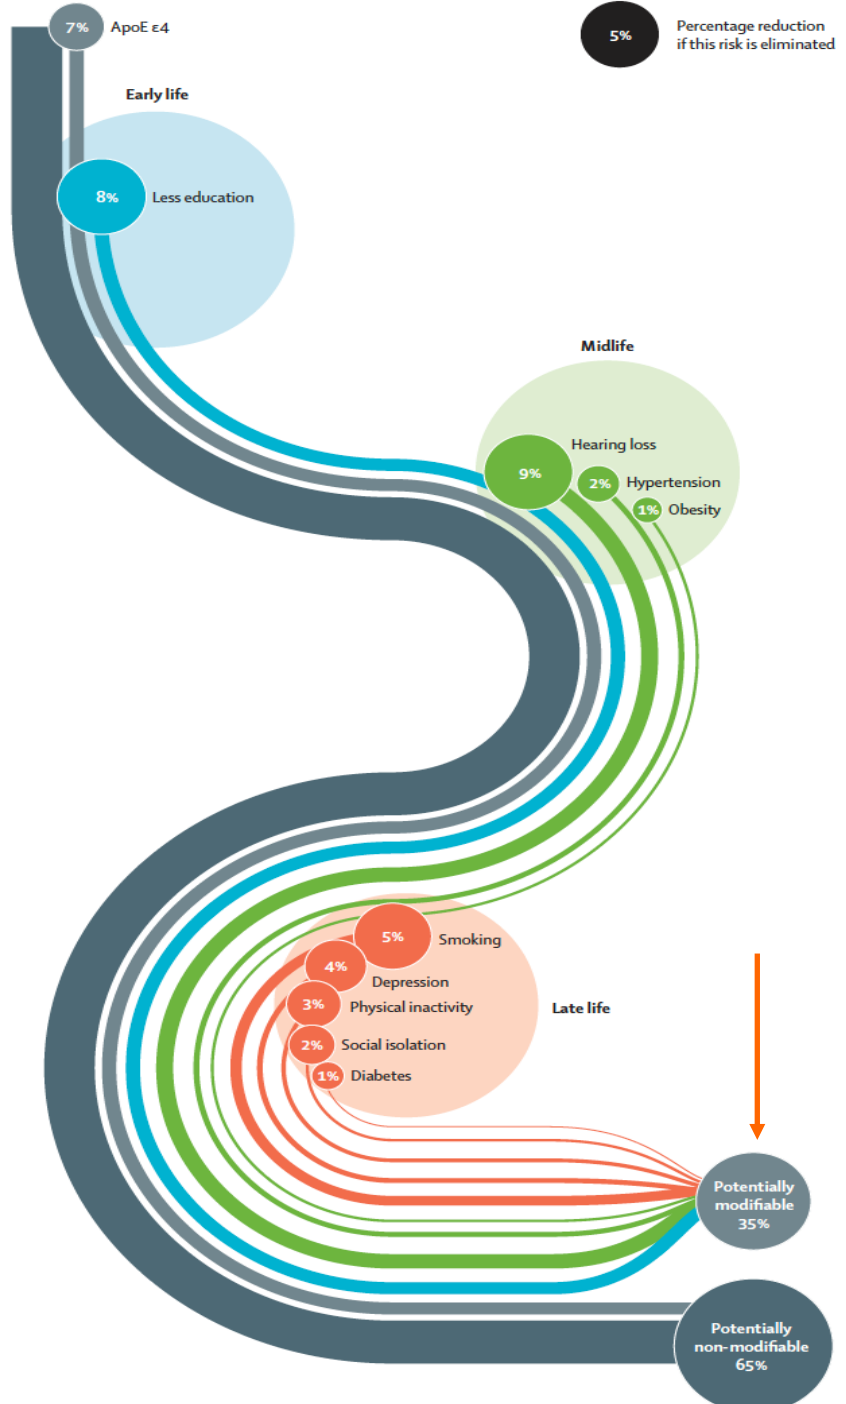 7%
ApoE ε4
5%
Percentage reduction
if this risk is eliminated
Early life
8%
Less education
Midlife
Hearing loss
9%
2%
Hypertension
1%
Obesity
5%
Smoking
4%
Depression
3%
Physical inactivity
Late life
2%
Social isolation
1%
Diabetes
Potentially
modifiable
35%
Potentially
non-modifiable
65%